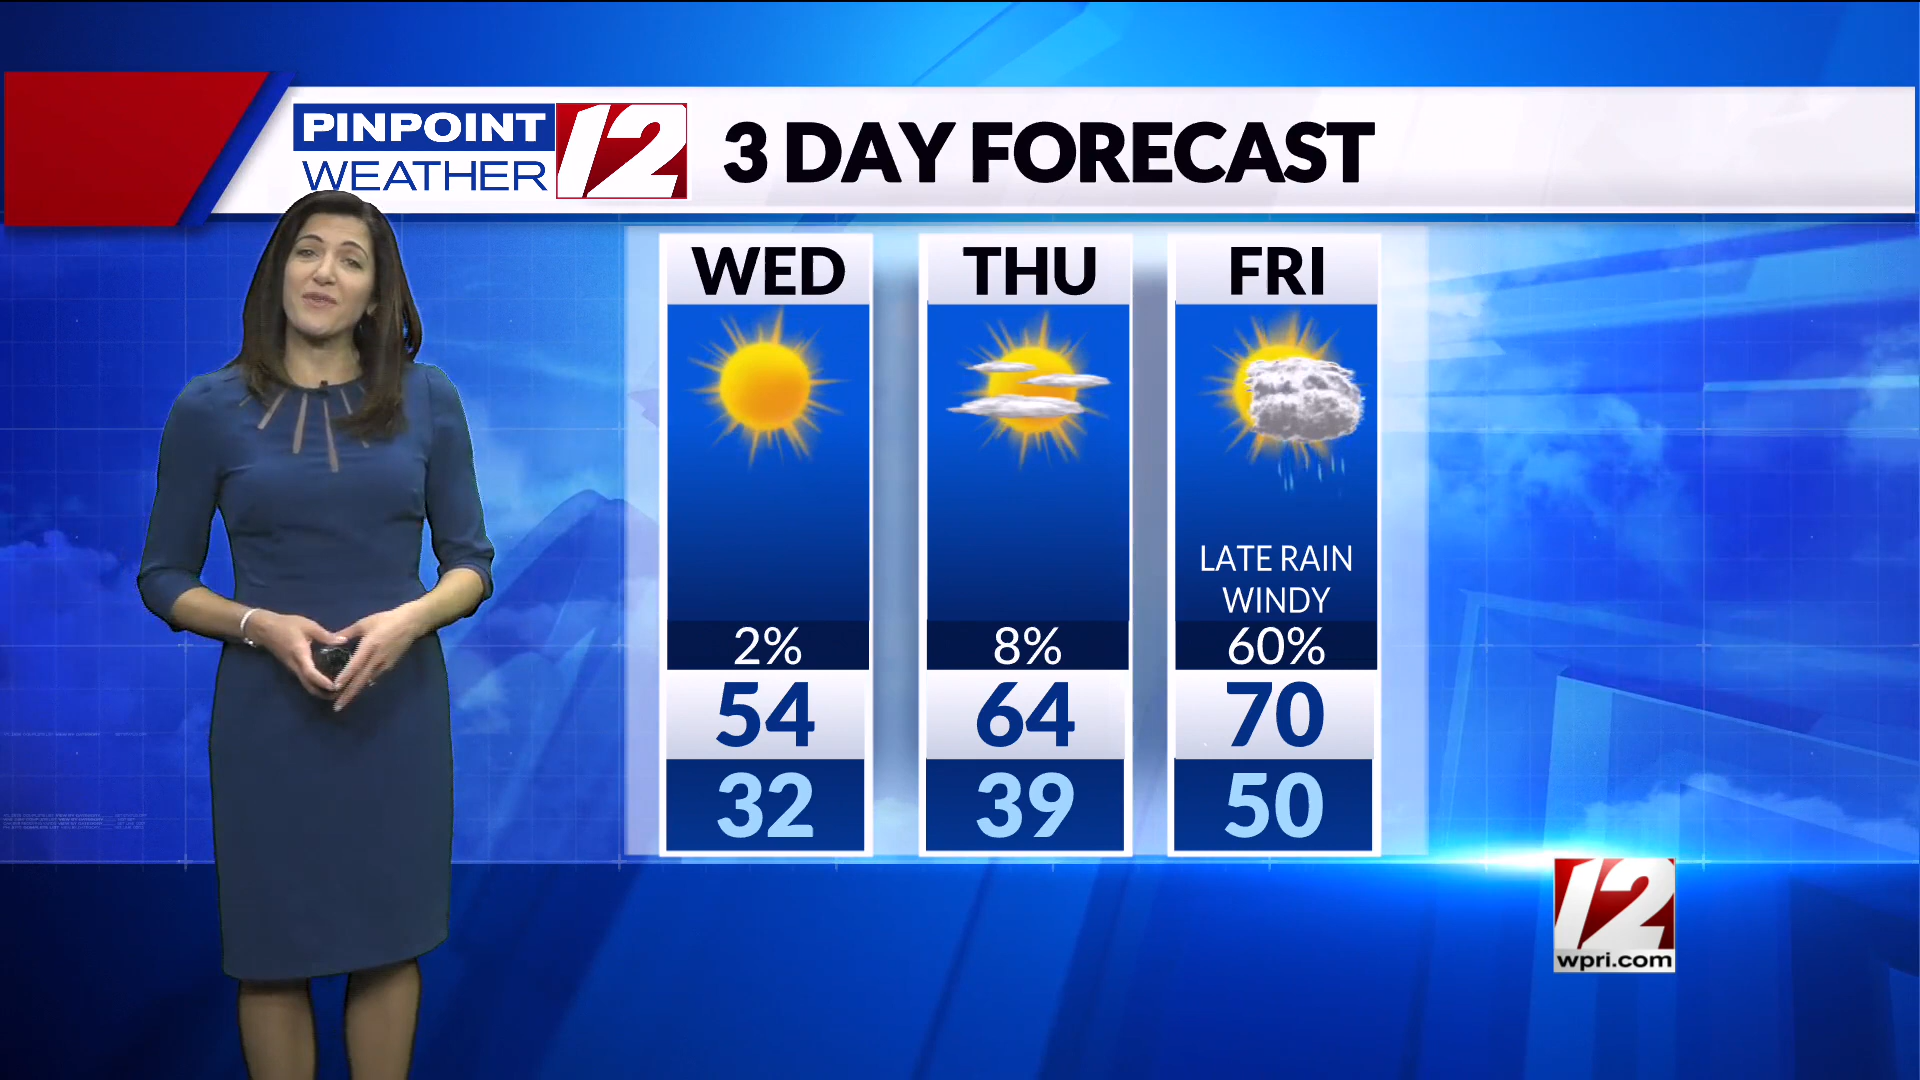 PINPOINT
WEATHER
12
3 DAY FORECAST
WED
THU
FRI
LATE RAIN
WINDY
2%
8%
60%
54
64
70
32
39
50
12
wpri.com